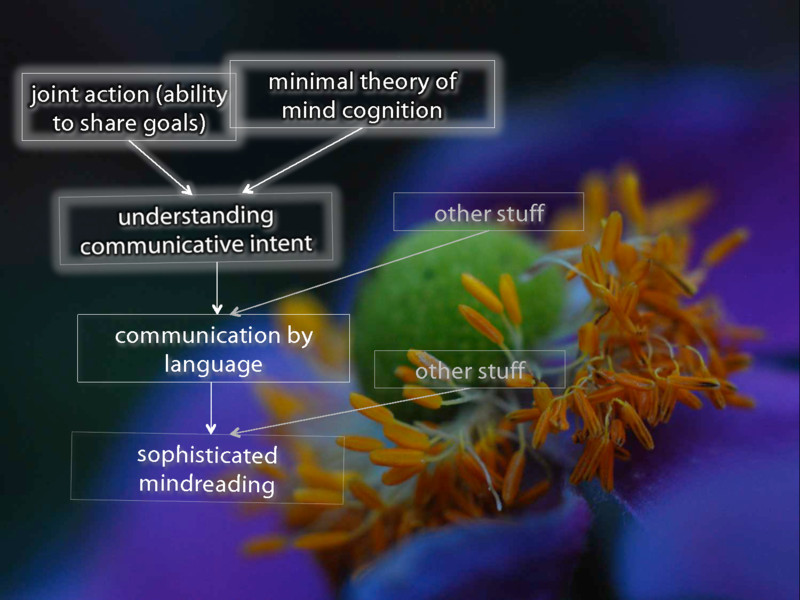 joint action (ability
to share goals)
minimal theory of
mind cognition
understanding
communicative intent
other stuff
communication by
language
other stuff
sophisticated
mindreading